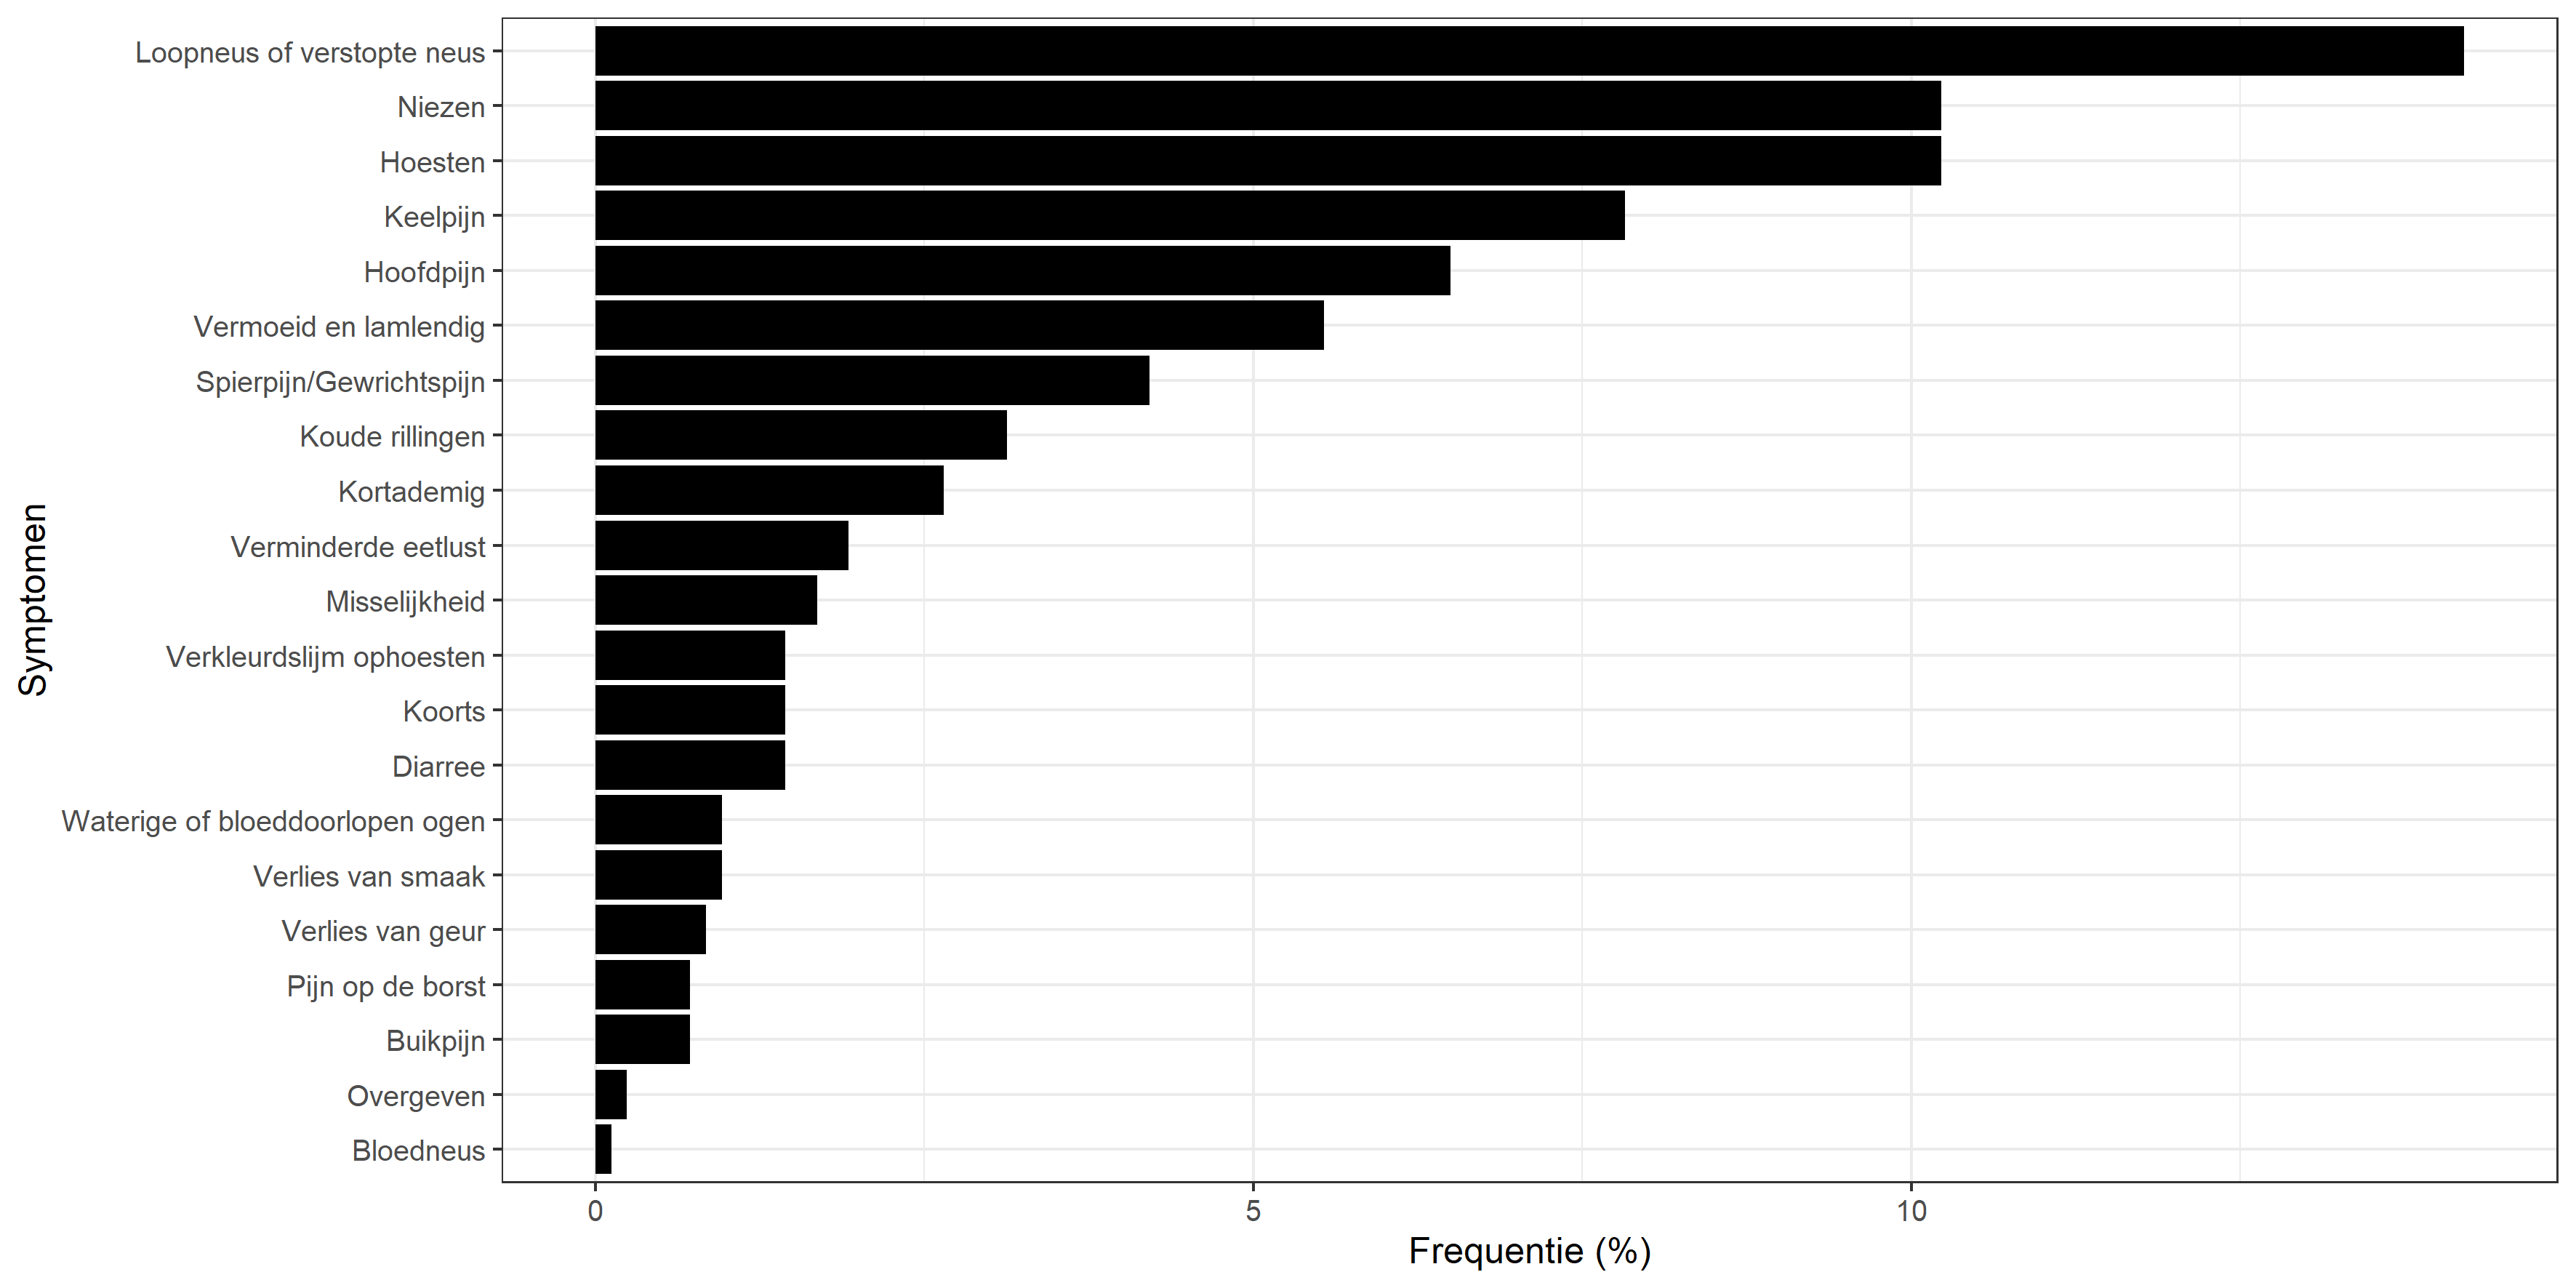 Loopneus of verstopte neus
Niezen
Hoesten
Keelpijn
Hoofdpijn
Vermoeid en lamlendig
Spierpijn/Gewrichtspijn
Koude rillingen
Kortademig
Verminderde eetlust
Misselijkheid
Verkleurdslijm ophoesten
Koorts
Diarree
Waterige of bloeddoorlopen ogen
Verlies van smaak
Verlies van geur
Pijn op de borst
Buikpijn
Overgeven
Bloedneus
Symptomen
0 5 10
Frequentie (%)